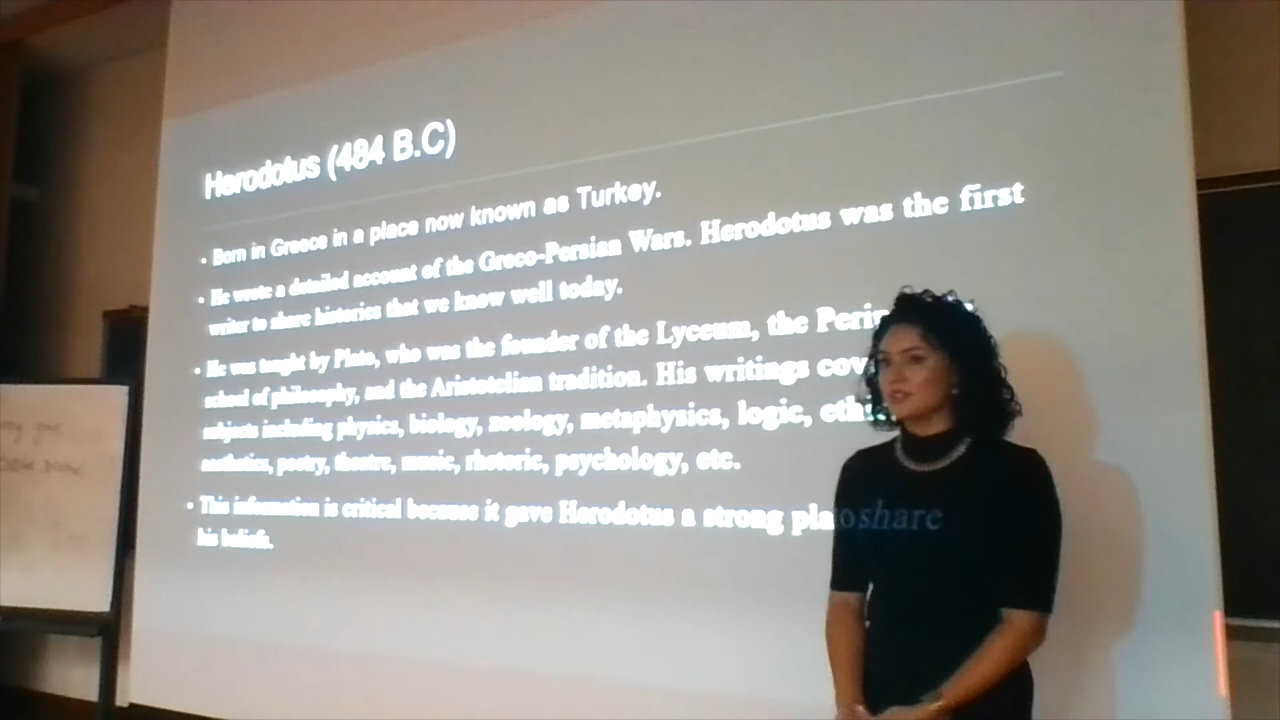 Herodotus (484 B.C)
• Born in Greece in a place now known as Turkey.
• He wrote a detailed account of the Greco-Persian Wars. Herodotus was the first
writer to share histories that we know well today.
• He was taught by Plato, who was the founder of the Lyceum, the
school of philosophy, and the Aristotelian tradition. His writings
subjects including physics, biology, zoology, metaphysics, logic,
aesthetics, poetry, theatre, music, rhetoric, psychology, etc.
• This information is critical because it gave Herodotus a strong share
his beliefs.